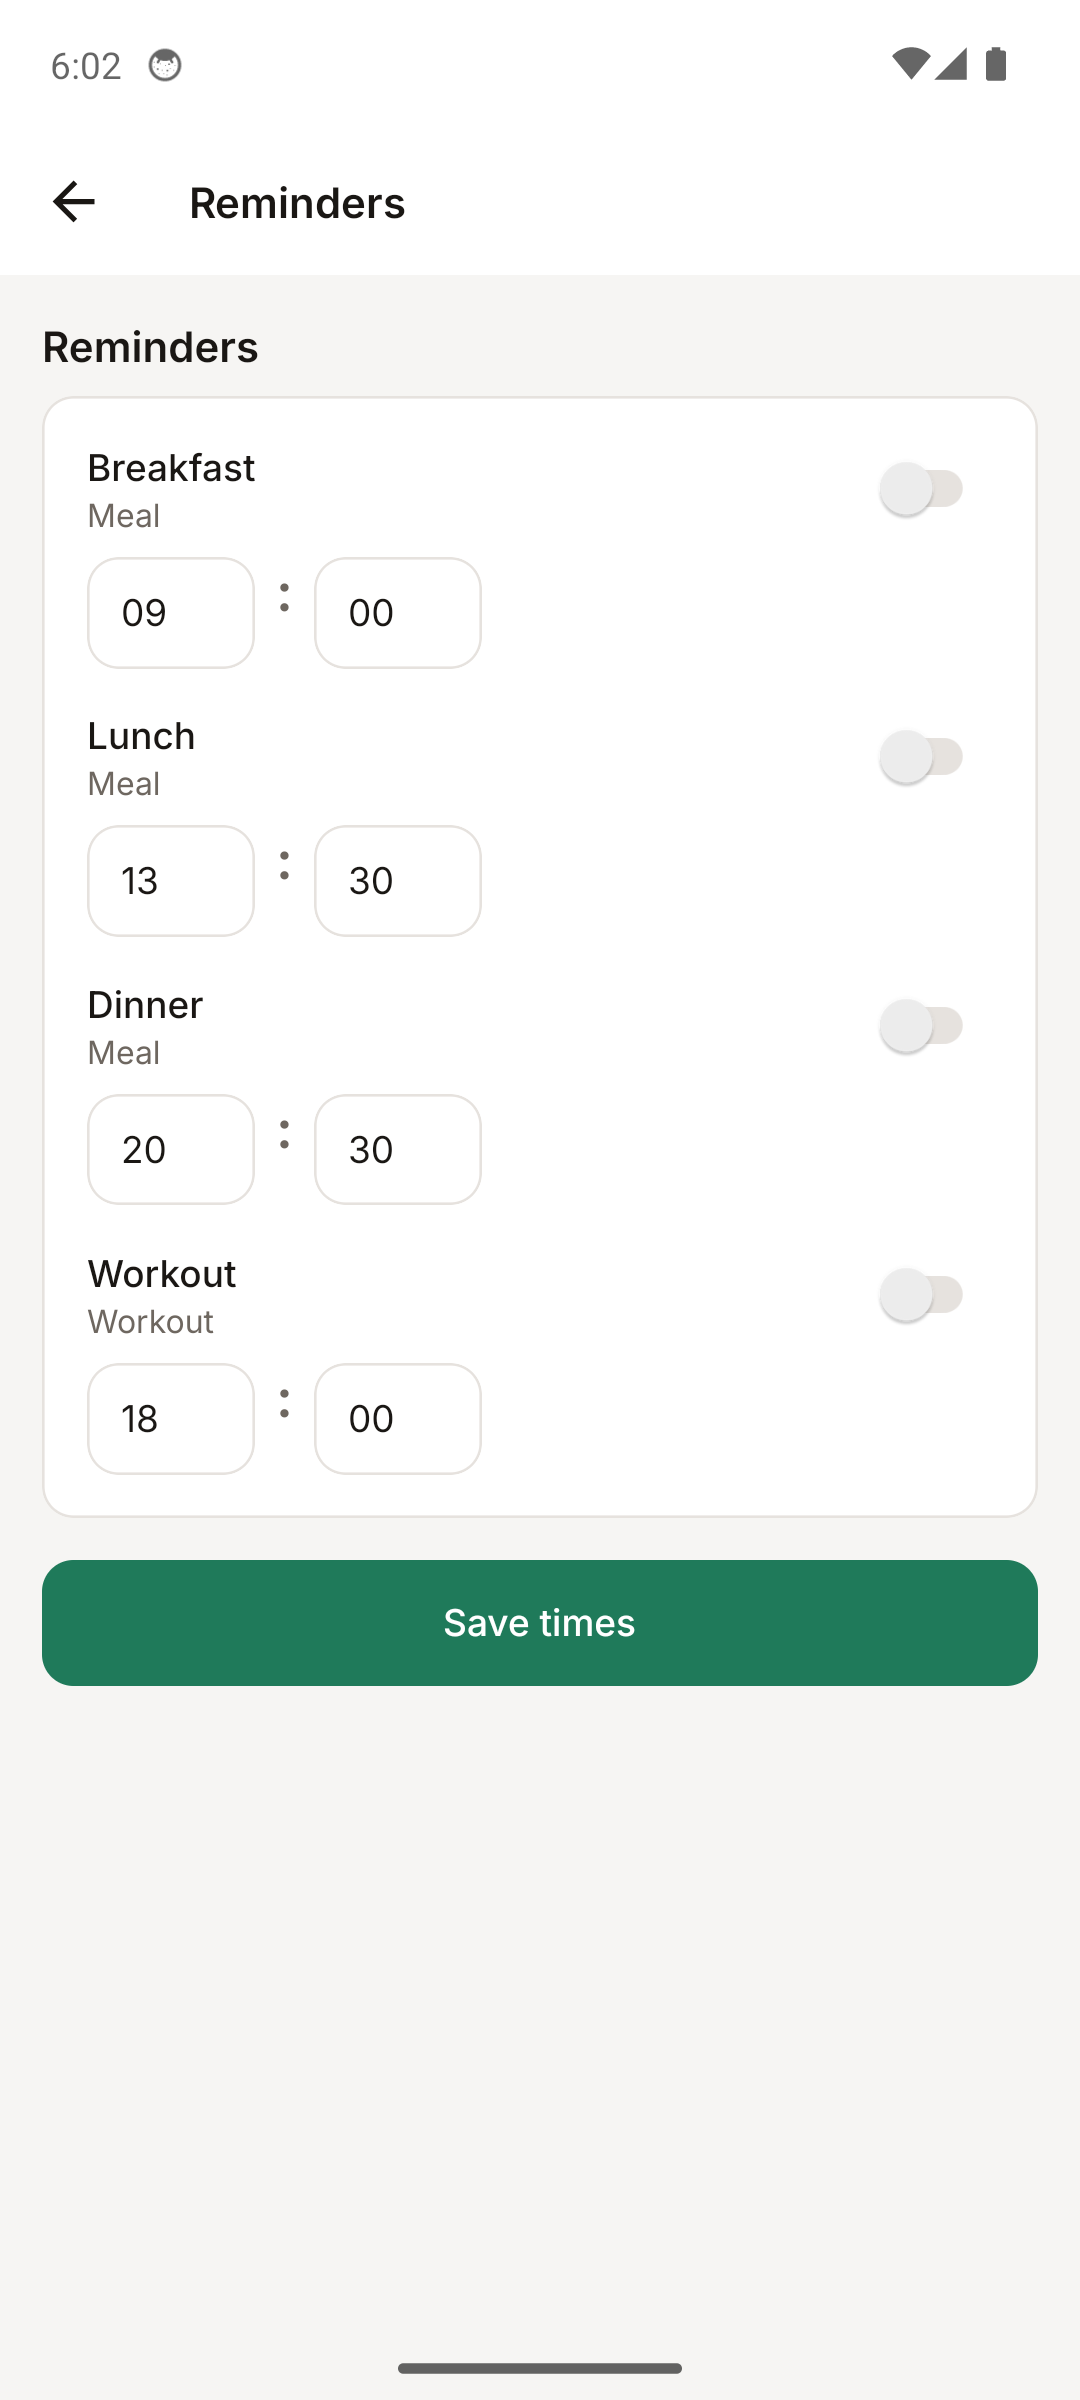 6:02
Reminders
Reminders
Breakfast
Meal
09 : 00
Lunch
Meal
13 : 30
Dinner
Meal
20 : 30
Workout
Workout
18 : 00
Save times